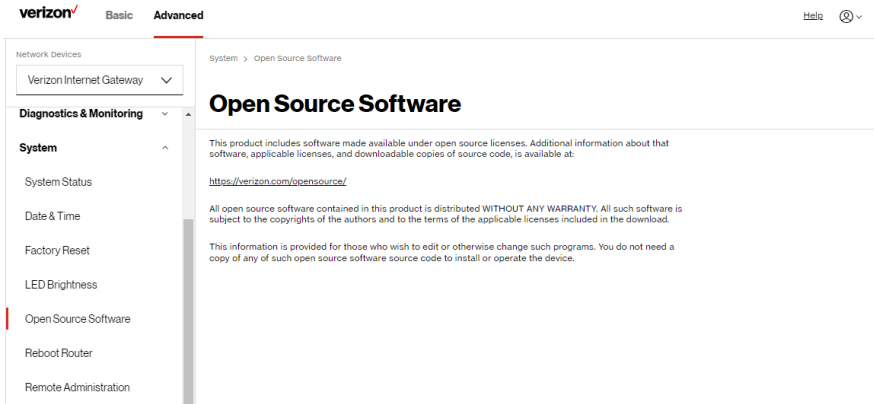 verizon
Basic
Advanced
Help
Network Devices
Verizon Internet Gateway
Diagnostics & Monitoring
System
System Status
Date & Time
Factory Reset
LED Brightness
Open Source Software
Reboot Router
Remote Administration
System > Open Source Software
Open Source Software
This product includes software made available under open source licenses. Additional information about that
software, applicable licenses, and downloadable copies of source code, is available at:
https://verizon.com/opensource/
All open source software contained in this product is distributed WITHOUT ANY WARRANTY. All such software is
subject to the copyrights of the authors and to the terms of the applicable licenses included in the download.
This information is provided for those who wish to edit or otherwise change such programs. You do not need a
copy of any of such open source software source code to install or operate the device.